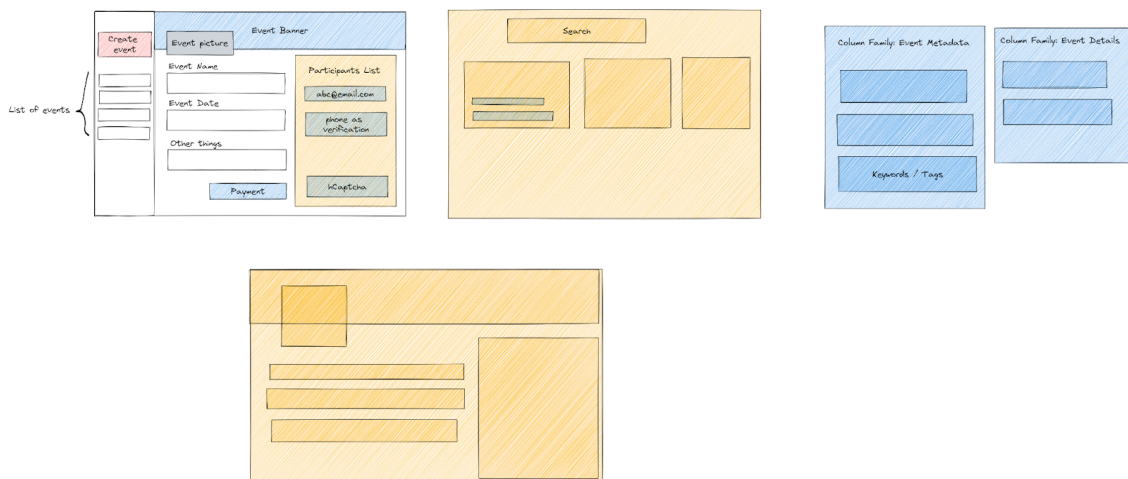 Create
event
Event Banner
Event picture
List of events
Event Name
Event Date
Other things
Payment
Participants List
abc@email.com
phone as
verification
hCaptcha
Search
Column Family: Event Metadata
Keywords / Tags
Column Family: Event Details